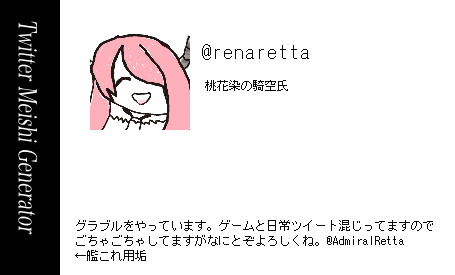 Twitter Meishi Generator
@renaretta
桃花染の騎空氏
グラブルをやっています。ゲームと日常ツイート混じってますので
ごちゃごちゃしてますがなにとぞよろしくね。@AdmiralRetta
←艦これ用垢